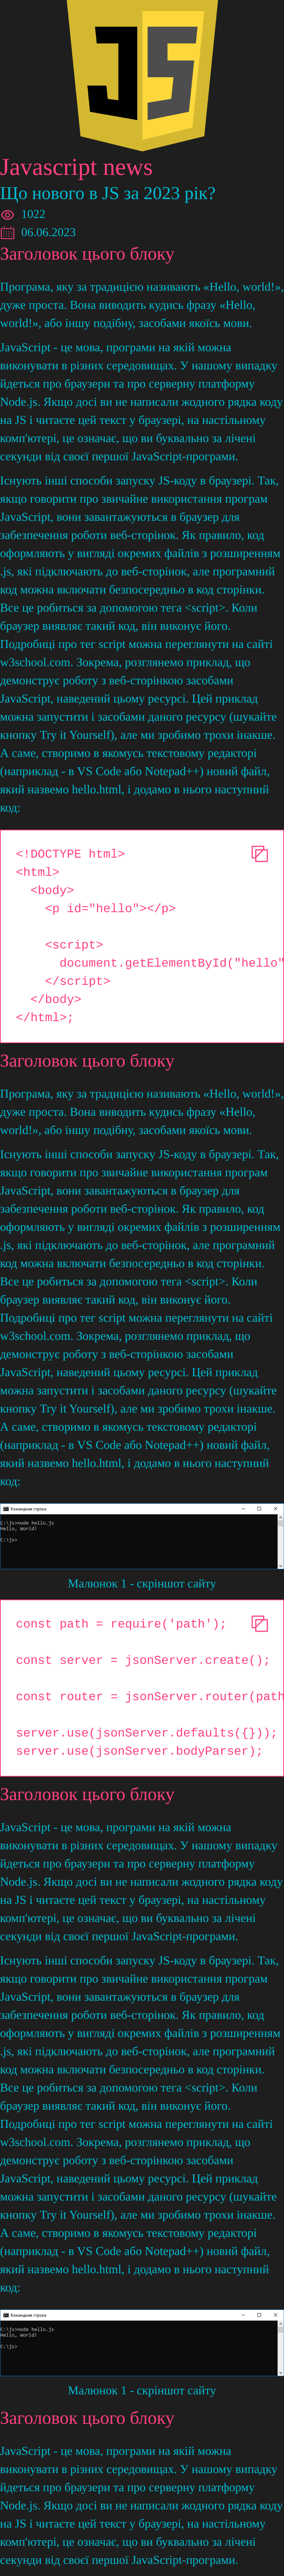 JS
Javascript news
Що нового в JS за 2023 рік?
1022
06.06.2023
Заголовок цього блоку
Програма, яку за традицією називають «Hello, world!»,
дуже проста. Вона виводить кудись фразу «Hello,
world!», або іншу подібну, засобами якоїсь мови.
JavaScript - це мова, програми на якій можна
виконувати в різних середовищах. У нашому випадку
йдеться про браузери та про серверну платформу
Node.js. Якщо досі ви не написали жодного рядка коду
на JS і читаєте цей текст у браузері, на настільному
комп'ютері, це означає, що ви буквально за лічені
секунди від своєї першої JavaScript-програми.
Існують інші способи запуску JS-коду в браузері. Так,
якщо говорити про звичайне використання програм
JavaScript, вони завантажуються в браузер для
забезпечення роботи веб-сторінок. Як правило, код
оформляють у вигляді окремих файлів з розширенням
.js, які підключають до веб-сторінок, але програмний
код можна включати безпосередньо в код сторінки.
Все це робиться за допомогою тега <script>. Коли
браузер виявляє такий код, він виконує його.
Подробиці про тег script можна переглянути на сайті
w3school.com. Зокрема, розглянемо приклад, що
демонструє роботу з веб-сторінкою засобами
JavaScript, наведений цьому ресурсі. Цей приклад
можна запустити і засобами даного ресурсу (шукайте
кнопку Try it Yourself), але ми зробимо трохи інакше.
А саме, створимо в якомусь текстовому редакторі
(наприклад - в VS Code або Notepad++) новий файл,
який назвемо hello.html, і додамо в нього наступний
код:
<!DOCTYPE html>
<html>
<body>
<p id="hello"></p>
<script>
document.getElementById("hello"
</script>
</body>
</html>;
Заголовок цього блоку
Програма, яку за традицією називають «Hello, world!»,
дуже проста. Вона виводить кудись фразу «Hello,
world!», або іншу подібну, засобами якоїсь мови.
Існують інші способи запуску JS-коду в браузері. Так,
якщо говорити про звичайне використання програм
JavaScript, вони завантажуються в браузер для
забезпечення роботи веб-сторінок. Як правило, код
оформляють у вигляді окремих файлів з розширенням
.js, які підключають до веб-сторінок, але програмний
код можна включати безпосередньо в код сторінки.
Все це робиться за допомогою тега <script>. Коли
браузер виявляє такий код, він виконує його.
Подробиці про тег script можна переглянути на сайті
w3school.com. Зокрема, розглянемо приклад, що
демонструє роботу з веб-сторінкою засобами
JavaScript, наведений цьому ресурсі. Цей приклад
можна запустити і засобами даного ресурсу (шукайте
кнопку Try it Yourself), але ми зробимо трохи інакше.
А саме, створимо в якомусь текстовому редакторі
(наприклад - в VS Code або Notepad++) новий файл,
який назвемо hello.html, і додамо в нього наступний
код:
Командная строка
C:\js>node hello.js
Hello, World!
C:\js>
Малюнок 1 - скріншот сайту
const path = require('path');
const server = jsonServer.create();
const router = jsonServer.router(path
server.use(jsonServer.defaults({}));
server.use(jsonServer.bodyParser);
Заголовок цього блоку
JavaScript - це мова, програми на якій можна
виконувати в різних середовищах. У нашому випадку
йдеться про браузери та про серверну платформу
Node.js. Якщо досі ви не написали жодного рядка коду
на JS і читаєте цей текст у браузері, на настільному
комп'ютері, це означає, що ви буквально за лічені
секунди від своєї першої JavaScript-програми.
Існують інші способи запуску JS-коду в браузері. Так,
якщо говорити про звичайне використання програм
JavaScript, вони завантажуються в браузер для
забезпечення роботи веб-сторінок. Як правило, код
оформляють у вигляді окремих файлів з розширенням
.js, які підключають до веб-сторінок, але програмний
код можна включати безпосередньо в код сторінки.
Все це робиться за допомогою тега <script>. Коли
браузер виявляє такий код, він виконує його.
Подробиці про тег script можна переглянути на сайті
w3school.com. Зокрема, розглянемо приклад, що
демонструє роботу з веб-сторінкою засобами
JavaScript, наведений цьому ресурсі. Цей приклад
можна запустити і засобами даного ресурсу (шукайте
кнопку Try it Yourself), але ми зробимо трохи інакше.
А саме, створимо в якомусь текстовому редакторі
(наприклад - в VS Code або Notepad++) новий файл,
який назвемо hello.html, і додамо в нього наступний
код:
Командная строка
C:\js>node hello.js
Hello, World!
C:\js>
Малюнок 1 - скріншот сайту
Заголовок цього блоку
JavaScript - це мова, програми на якій можна
виконувати в різних середовищах. У нашому випадку
йдеться про браузери та про серверну платформу
Node.js. Якщо досі ви не написали жодного рядка коду
на JS і читаєте цей текст у браузері, на настільному
комп'ютері, це означає, що ви буквально за лічені
секунди від своєї першої JavaScript-програми.